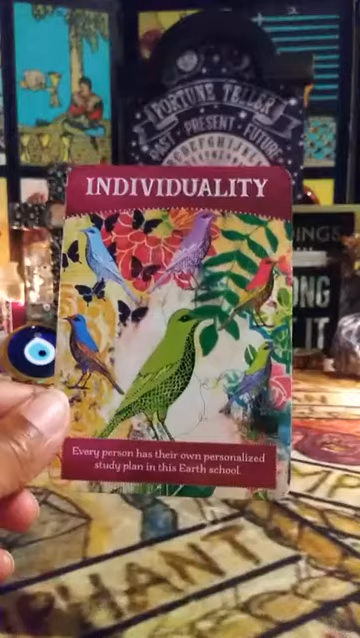 FORTUNE TELLER
PAST · PRESENT · FUTURE
INDIVIDUALITY
Every person has their own personalized
study plan in this Earth school.